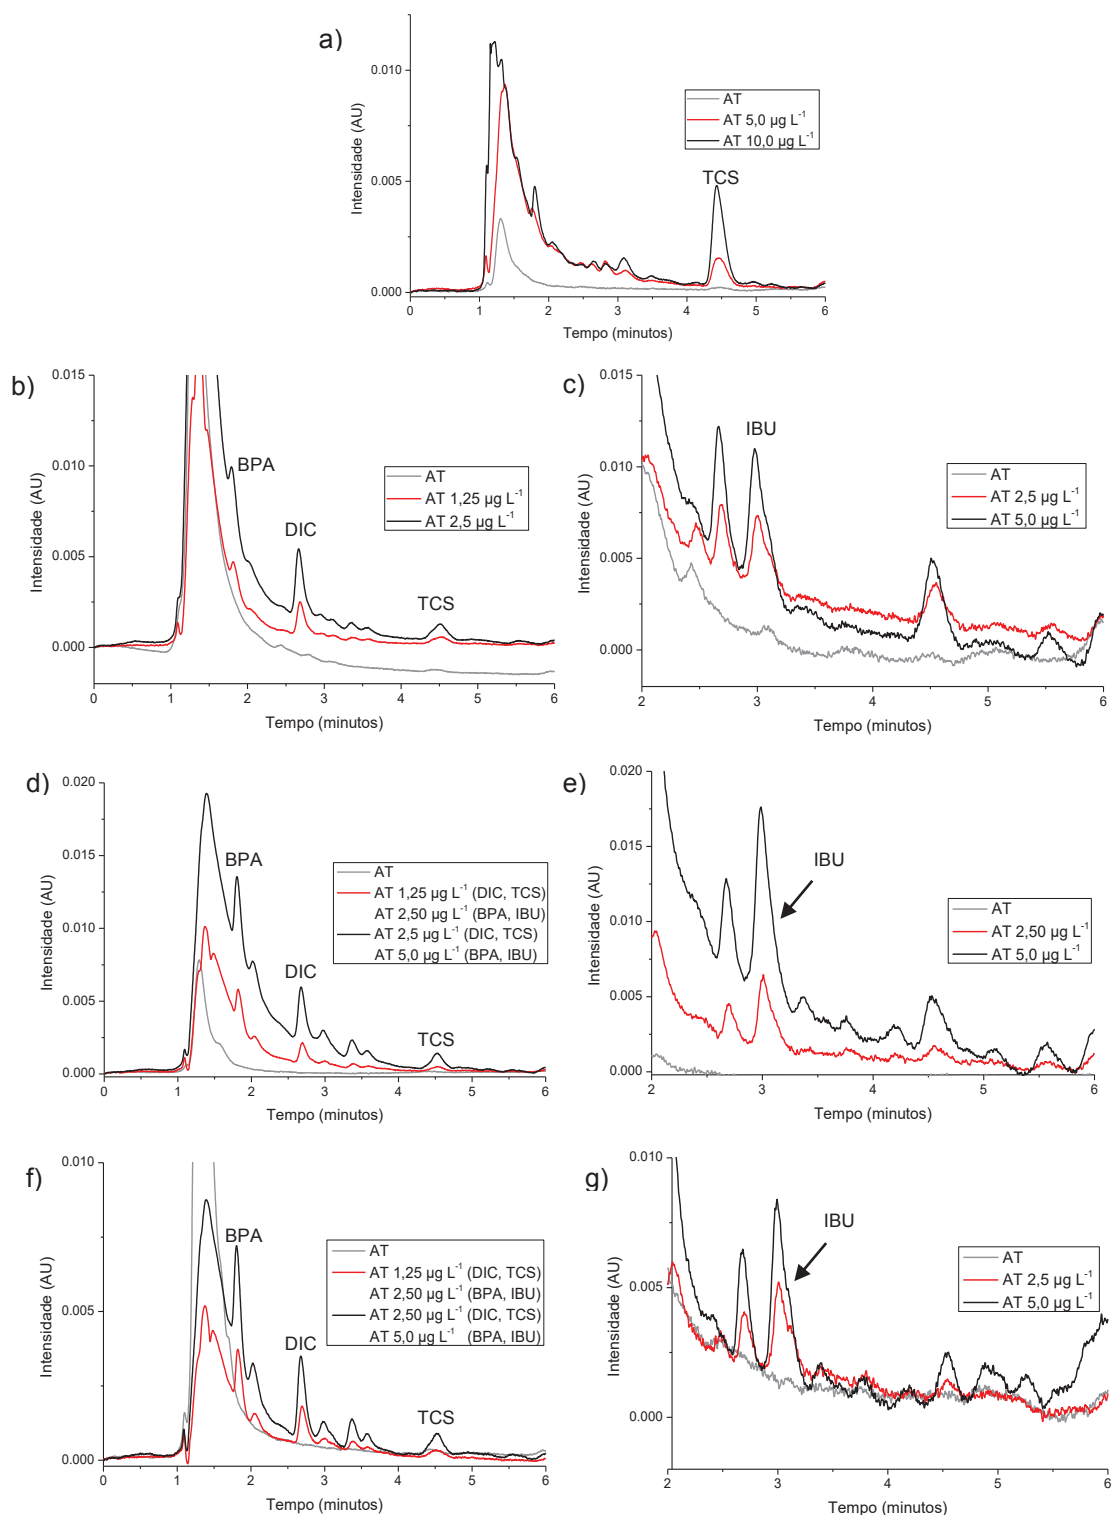 a)
Intensidade (AU)
0.010
0.005
0.000
AT
AT 5,0 µg L⁻¹
AT 10,0 µg L⁻¹
TCS
0 1 2 3 4 5 6
Tempo (minutos)
b)
Intensidade (AU)
0.015
0.010
0.005
0.000
BPA
DIC
TCS
AT
AT 1,25 µg L⁻¹
AT 2,5 µg L⁻¹
0 1 2 3 4 5 6
Tempo (minutos)
c)
Intensidade (AU)
0.015
0.010
0.005
0.000
IBU
AT
AT 2,5 µg L⁻¹
AT 5,0 µg L⁻¹
2 3 4 5 6
Tempo (minutos)
d)
Intensidade (AU)
0.020
0.015
0.010
0.005
0.000
BPA
DIC
TCS
AT
AT 1,25 µg L⁻¹ (DIC, TCS)
AT 2,50 µg L⁻¹ (BPA, IBU)
AT 2,5 µg L⁻¹ (DIC, TCS)
AT 5,0 µg L⁻¹ (BPA, IBU)
0 1 2 3 4 5 6
Tempo (minutos)
e)
Intensidade (AU)
0.020
0.015
0.010
0.005
0.000
IBU
AT
AT 2,50 µg L⁻¹
AT 5,0 µg L⁻¹
2 3 4 5 6
Tempo (minutos)
f)
Intensidade (AU)
0.010
0.005
0.000
BPA
DIC
TCS
AT
AT 1,25 µg L⁻¹ (DIC, TCS)
AT 2,50 µg L⁻¹ (BPA, IBU)
AT 2,50 µg L⁻¹ (DIC, TCS)
AT 5,0 µg L⁻¹ (BPA, IBU)
0 1 2 3 4 5 6
Tempo (minutos)
g)
Intensidade (AU)
0.010
0.005
0.000
IBU
AT
AT 2,5 µg L⁻¹
AT 5,0 µg L⁻¹
2 3 4 5 6
Tempo (minutos)